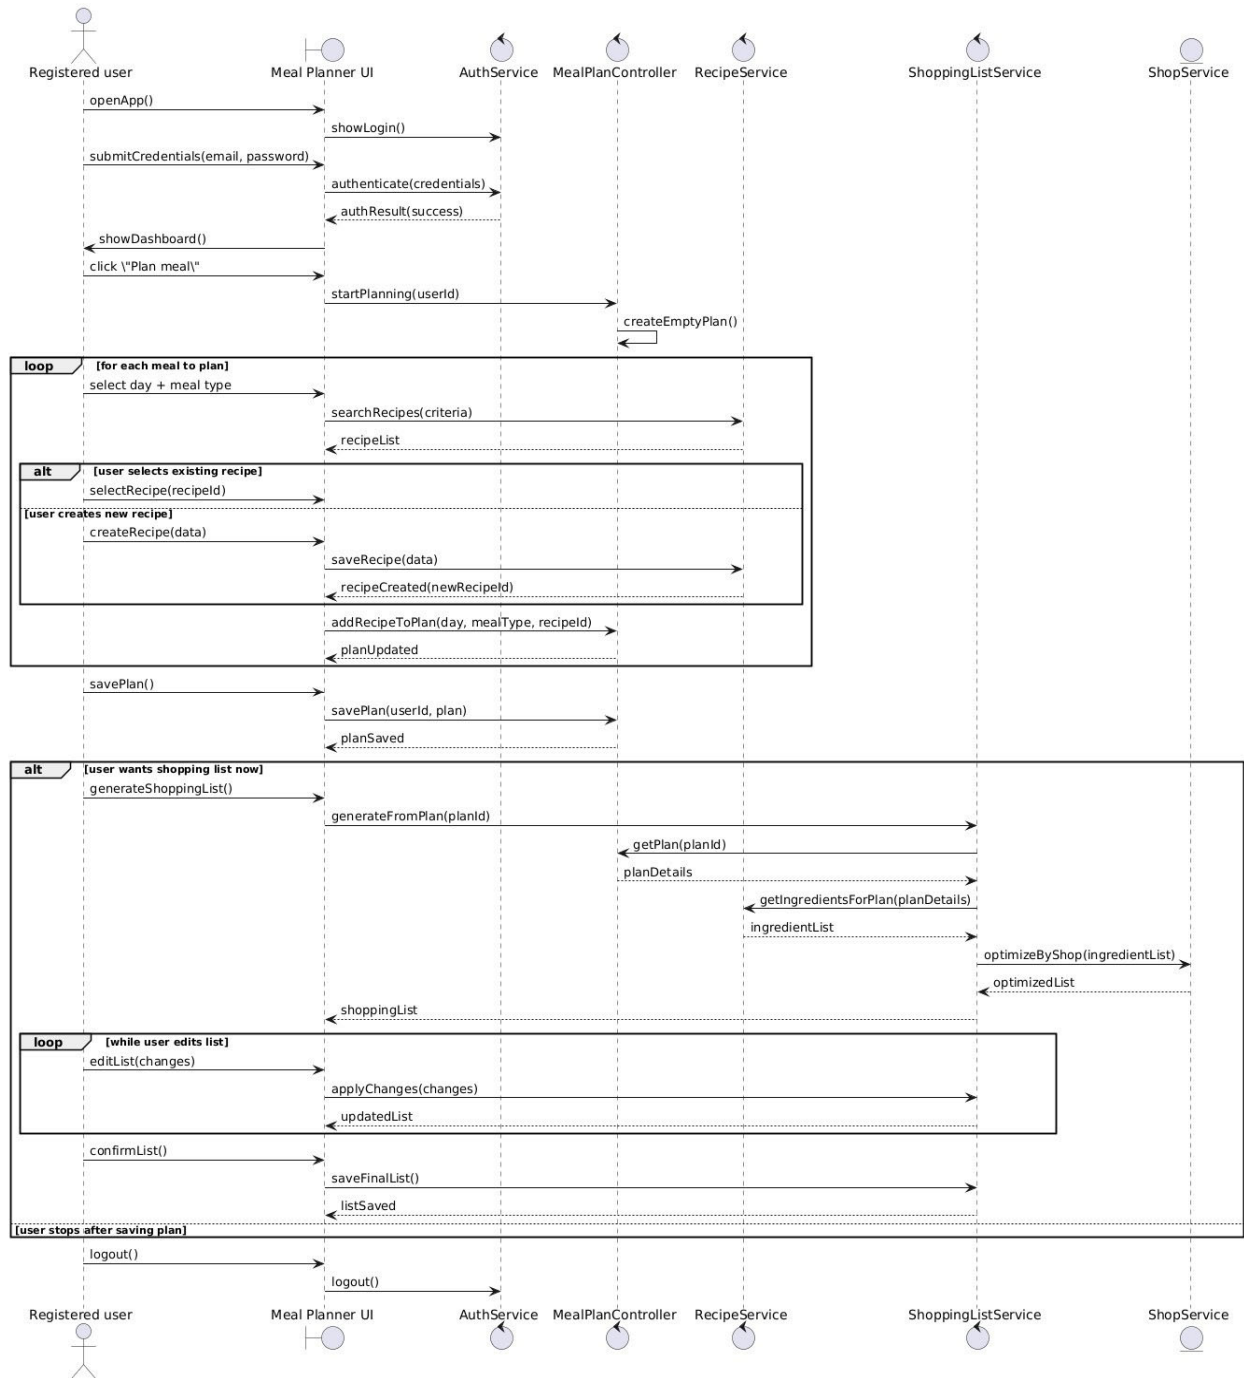 Registered user Meal Planner UI AuthService MealPlanController RecipeService ShoppingListService ShopService
openApp()
showLogin()
submitCredentials(email, password)
authenticate(credentials)
authResult(success)
showDashboard()
click \"Plan meal\"
startPlanning(userId)
createEmptyPlan()
loop [for each meal to plan]
select day + meal type
searchRecipes(criteria)
recipeList
alt [user selects existing recipe]
selectRecipe(recipeId)
[user creates new recipe]
createRecipe(data)
saveRecipe(data)
recipeCreated(newRecipeId)
addRecipeToPlan(day, mealType, recipeId)
planUpdated
savePlan()
savePlan(userId, plan)
planSaved
alt [user wants shopping list now]
generateShoppingList()
generateFromPlan(planId)
getPlan(planId)
planDetails
getIngredientsForPlan(planDetails)
ingredientList
optimizeByShop(ingredientList)
optimizedList
shoppingList
loop [while user edits list]
editList(changes)
applyChanges(changes)
updatedList
confirmList()
saveFinalList()
listSaved
[user stops after saving plan]
logout()
logout()
Registered user Meal Planner UI AuthService MealPlanController RecipeService ShoppingListService ShopService